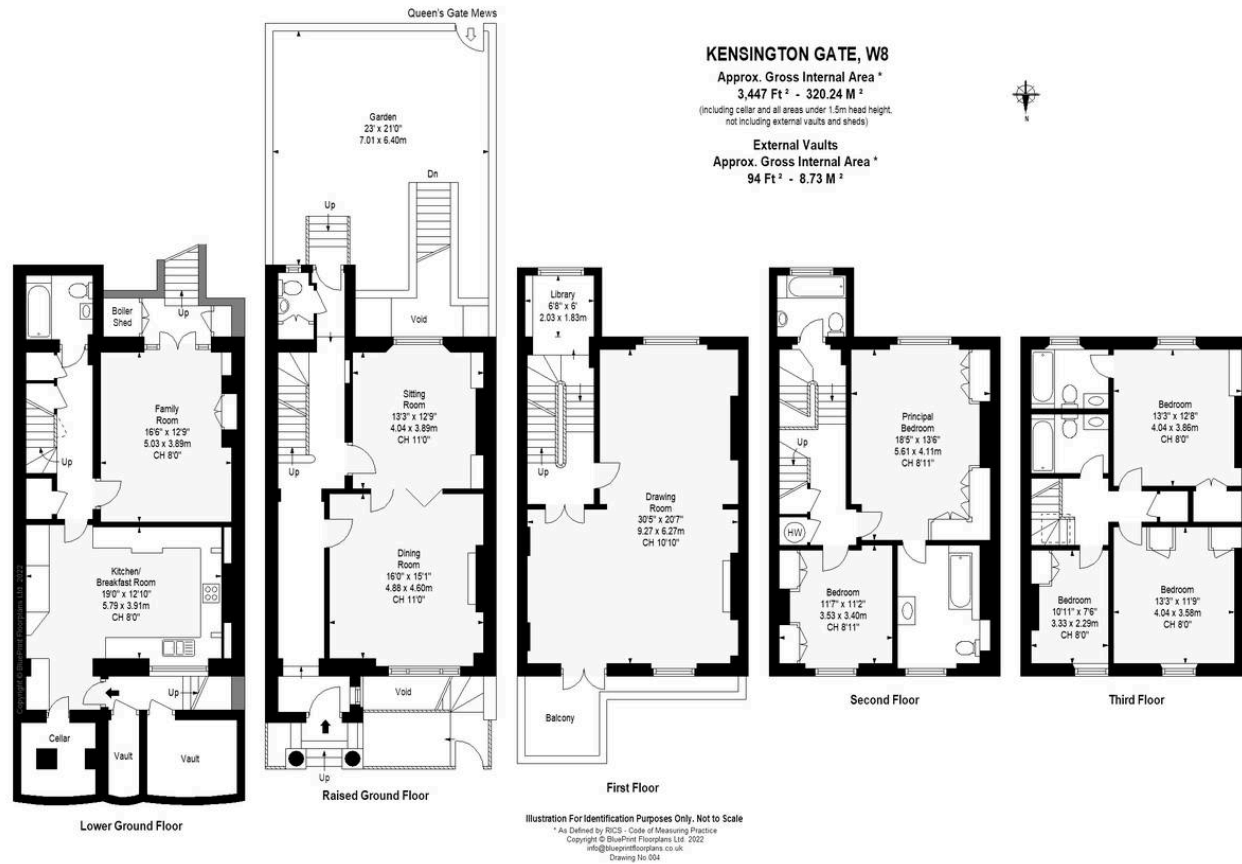 Queen's Gate Mews
KENSINGTON GATE, W8
Approx. Gross Internal Area *
3,447 Ft ² - 320.24 M ²
(including cellar and all areas under 1.5m head height,
not including external vaults and sheds)
External Vaults
Approx. Gross Internal Area *
94 Ft ² - 8.73 M ²
N
Boiler
Shed
Up
Family
Room
16'6" x 12'9"
5.03 x 3.89m
CH 8'0"
Up
Kitchen/
Breakfast Room
19'0" x 12'10"
5.79 x 3.91m
CH 8'0"
Up
Cellar
Vault
Vault
Copyright © BluePrint Floorplans Ltd. 2022
Lower Ground Floor
Garden
23' x 21'0"
7.01 x 6.40m
Dn
Up
Void
Sitting
Room
13'3" x 12'9"
4.04 x 3.89m
CH 11'0"
Up
Dining
Room
16'0" x 15'1"
4.88 x 4.60m
CH 11'0"
Void
Up
Raised Ground Floor
Library
6'8" x 6'
2.03 x 1.83m
Up
Drawing
Room
30'5" x 20'7"
9.27 x 6.27m
CH 10'10"
Balcony
First Floor
Principal
Bedroom
18'5" x 13'6"
5.61 x 4.11m
CH 8'11"
Up
HW
Bedroom
11'7" x 11'2"
3.53 x 3.40m
CH 8'11"
Second Floor
Bedroom
13'3" x 12'8"
4.04 x 3.86m
CH 8'0"
Bedroom
10'11" x 7'6"
3.33 x 2.29m
CH 8'0"
Bedroom
13'3" x 11'9"
4.04 x 3.58m
CH 8'0"
Third Floor
Illustration For Identification Purposes Only. Not to Scale
* As Defined by RICS - Code of Measuring Practice
Copyright © BluePrint Floorplans Ltd. 2022
info@blueprintfloorplans.co.uk
Drawing No.004